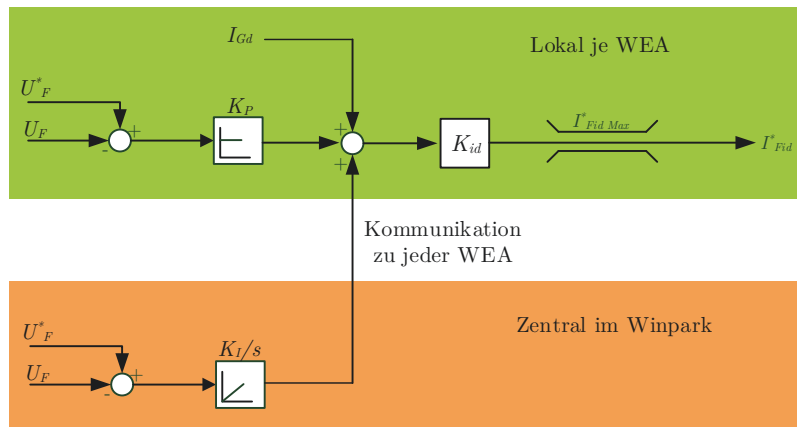 I_Gd
Lokal je WEA
U*_F
K_P
I*_Fid Max
U_F
+
-
+
K_id
I*_Fid
+
Kommunikation
zu jeder WEA
Zentral im Winpark
U*_F
K_I/s
U_F
+
-